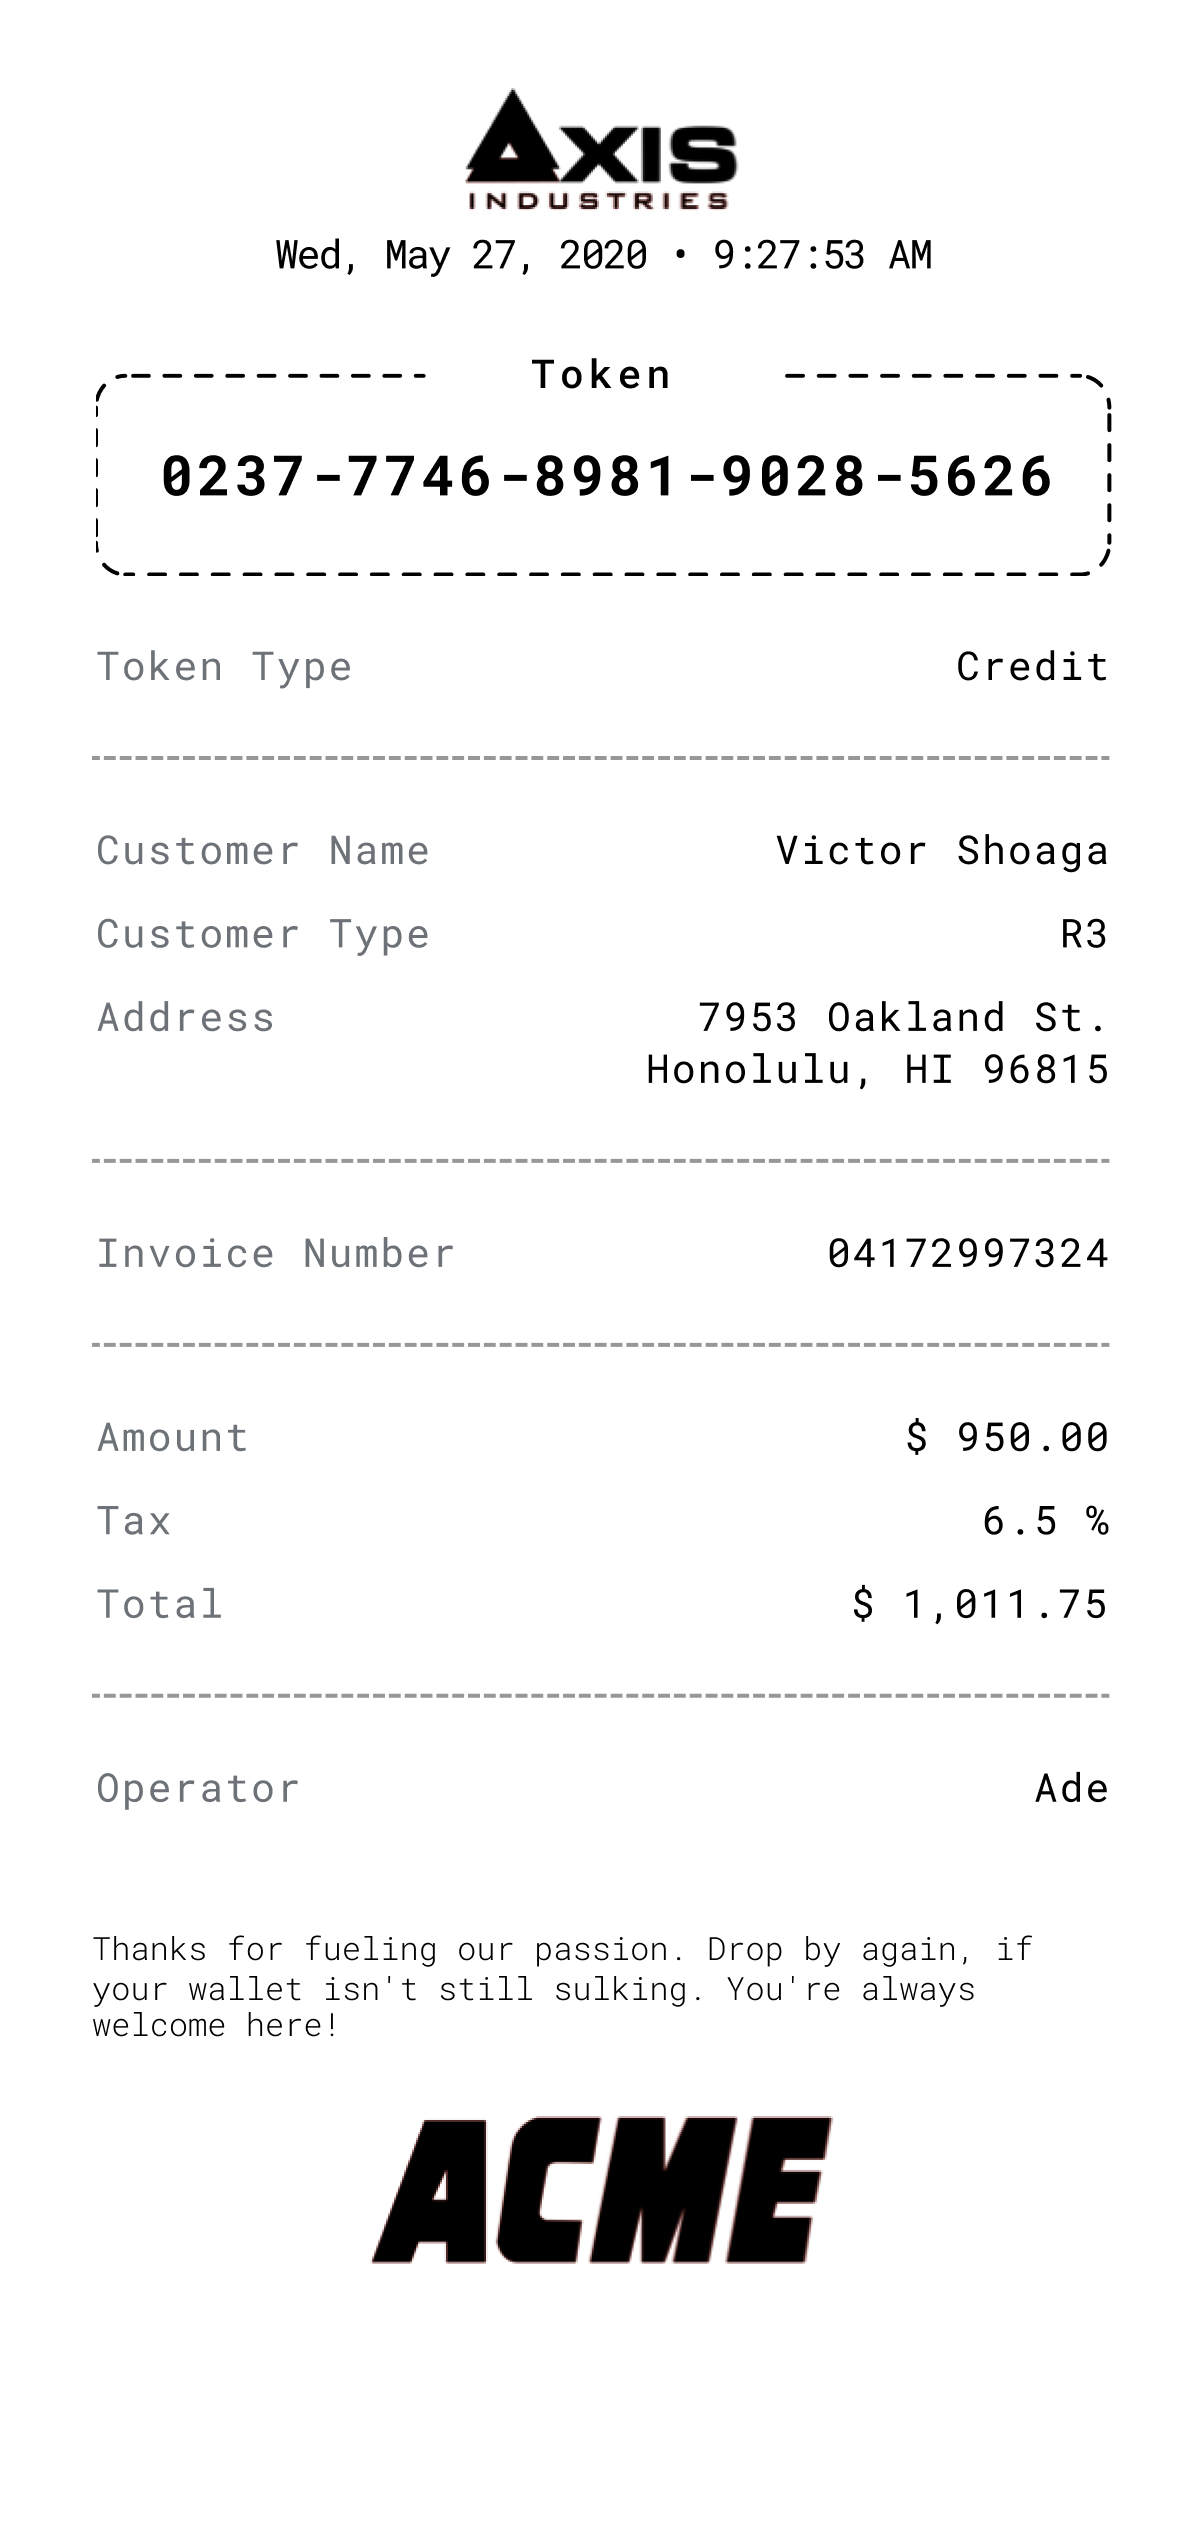 AXIS
INDUSTRIES
Wed, May 27, 2020 • 9:27:53 AM
Token
0237-7746-8981-9028-5626
Token Type Credit
Customer Name Victor Shoaga
Customer Type R3
Address 7953 Oakland St.
Honolulu, HI 96815
Invoice Number 04172997324
Amount $ 950.00
Tax 6.5 %
Total $ 1,011.75
Operator Ade
Thanks for fueling our passion. Drop by again, if
your wallet isn't still sulking. You're always
welcome here!
ACME